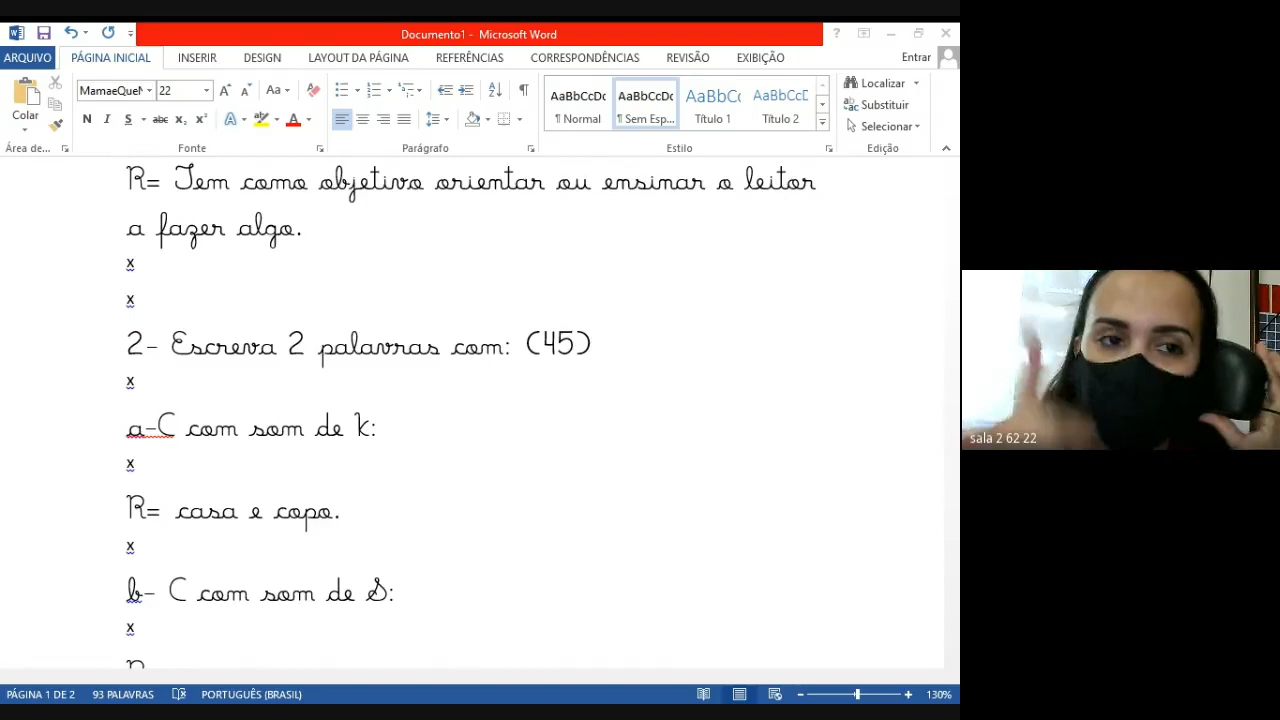 Documento1 - Microsoft Word
ARQUIVO PÁGINA INICIAL INSERIR DESIGN LAYOUT DA PÁGINA REFERÊNCIAS CORRESPONDÊNCIAS REVISÃO EXIBIÇÃO Entrar
Colar
MamaeQueN 22
AaBbCcDc AaBbCcDc AaBbC AaBbCcD
¶ Normal ¶ Sem Esp... Título 1 Título 2
Localizar
Substituir
Selecionar
Área de... Fonte Parágrafo Estilo Edição
R= Tem como objetivo orientar ou ensinar o leitor
a fazer algo.
x
x
2- Escreva 2 palavras com: (45)
x
a-C com som de k:
x
R= casa e copo.
x
b- C com som de S:
x
sala 2 62 22
PÁGINA 1 DE 2 93 PALAVRAS PORTUGUÊS (BRASIL) 130%